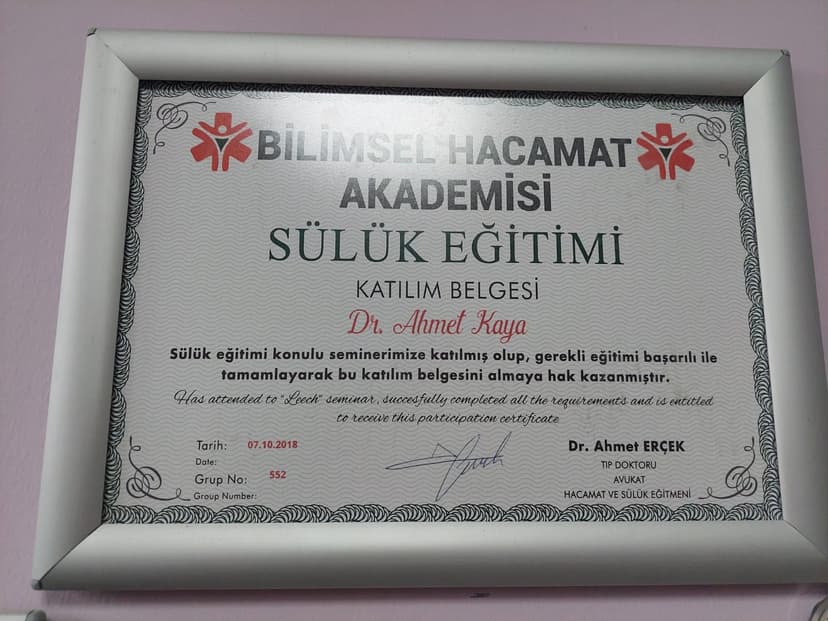 BİLİMSEL HACAMAT
AKADEMİSİ
SÜLÜK EĞİTİMİ
KATILIM BELGESİ
Dr. Ahmet Kaya
Sülük eğitimi konulu seminerimize katılmış olup, gerekli eğitimi başarılı ile
tamamlayarak bu katılım belgesini almaya hak kazanmıştır.
Has attended to "Leech" seminar, succesfully completed all the requirements and is entitled
to receive this participation certificate
Tarih: 07.10.2018
Date:
Grup No: 552
Group Number:
Dr. Ahmet ERÇEK
TIP DOKTORU
AVUKAT
HACAMAT VE SÜLÜK EĞİTMENİ